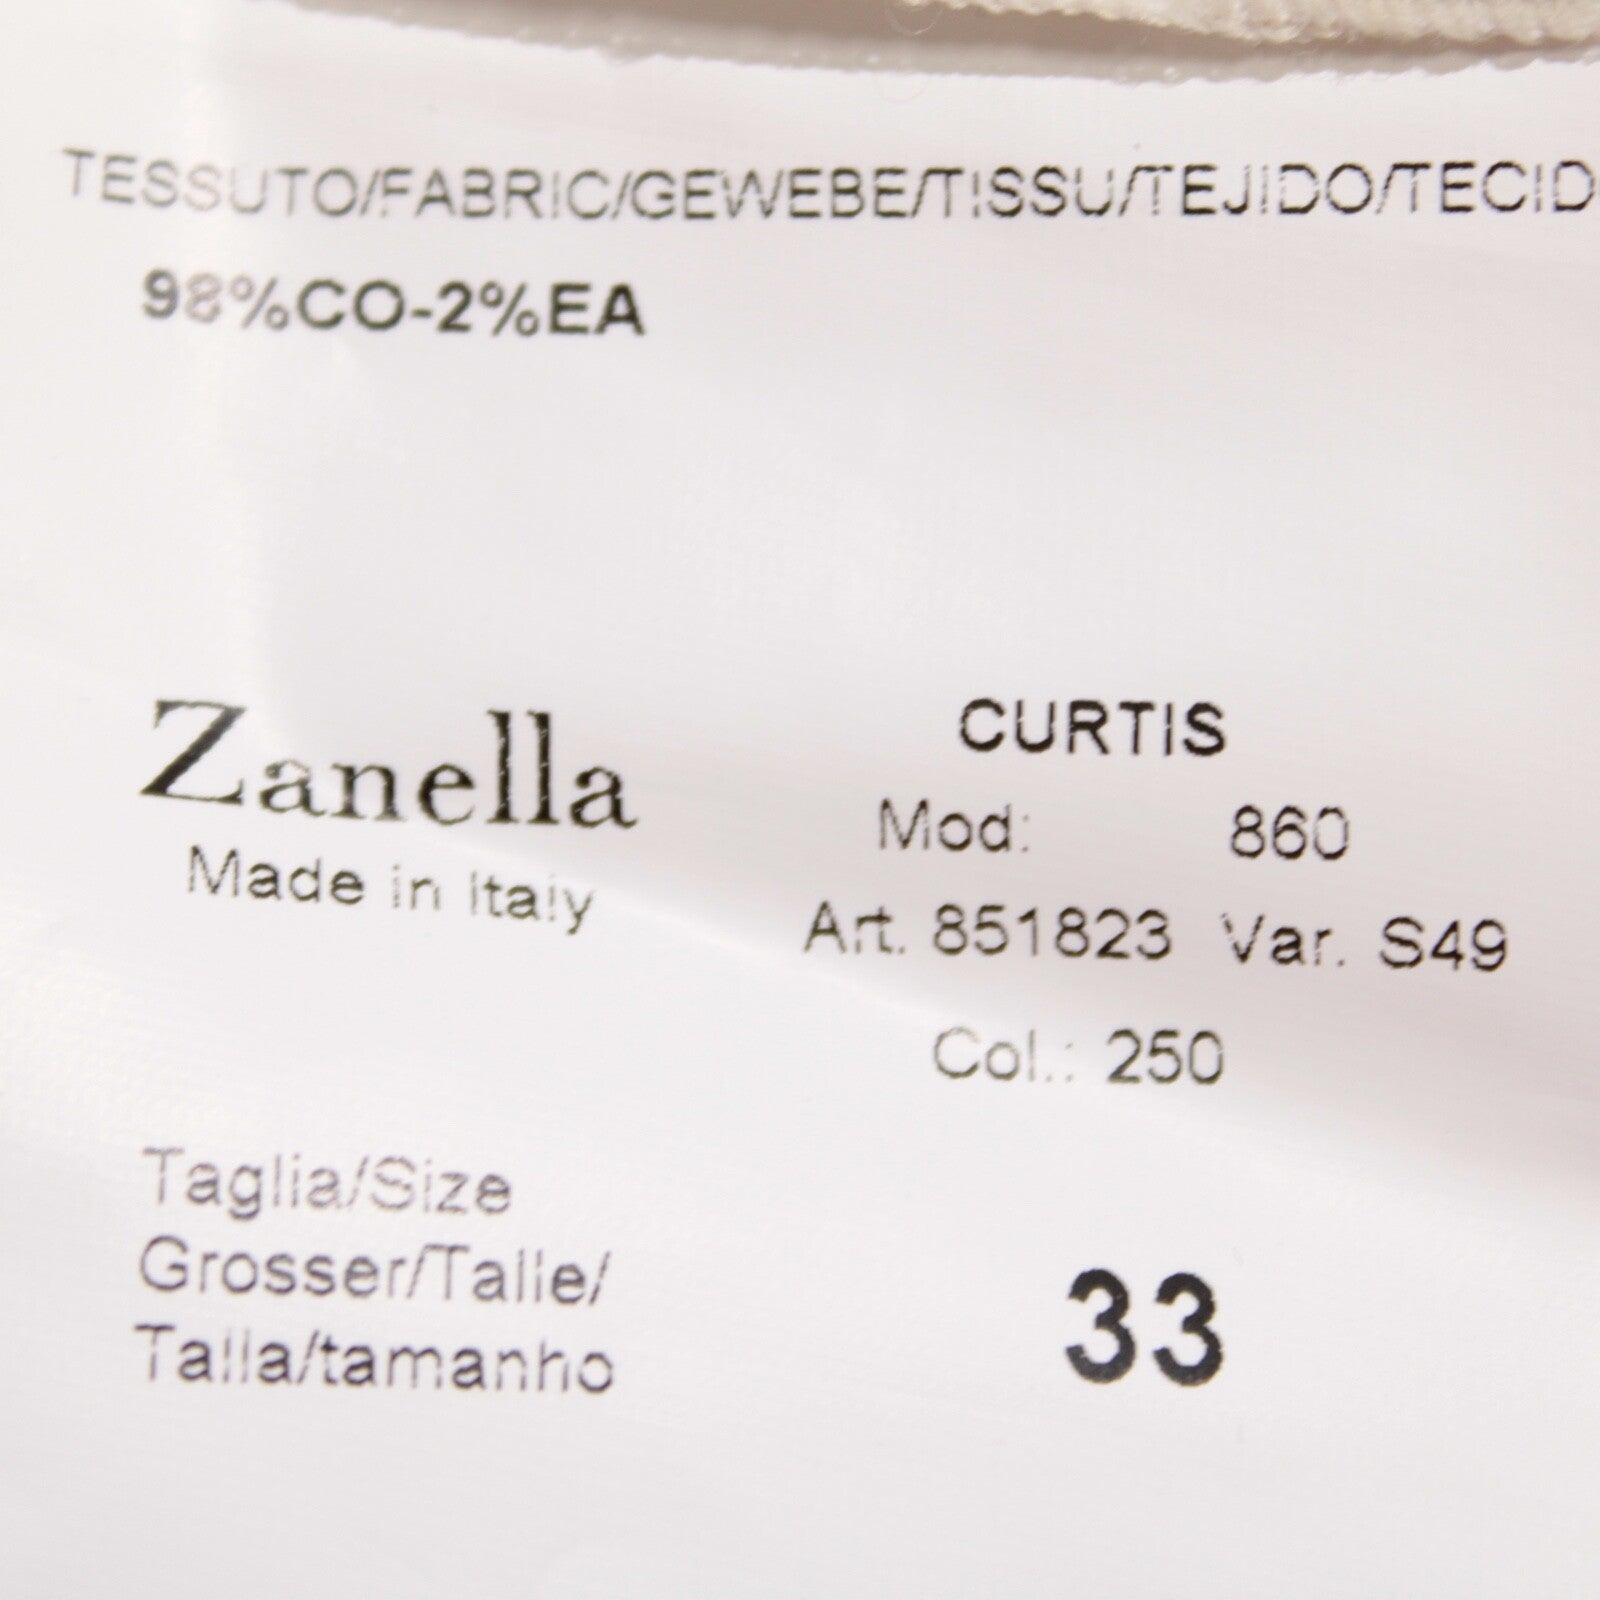 TESSUTO/FABRIC/GEWEBE/TISSU/TEJIDO/TECID
98%CO-2%EA
Zanella
Made in Italy
CURTIS
Mod: 860
Art. 851823 Var. S49
Col.: 250
Taglia/Size
Grosser/Talle/
Talla/tamanho
33